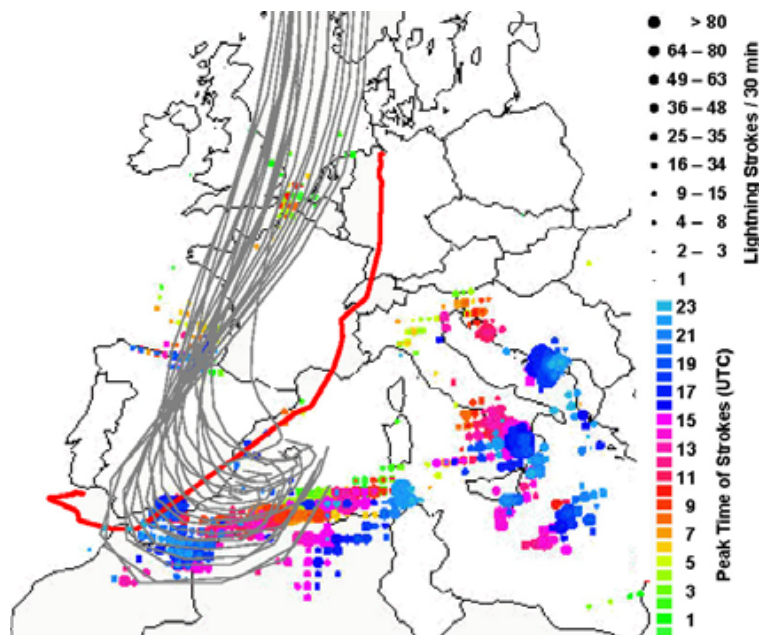 > 80
64 – 80
49 – 63
36 – 48
25 – 35
16 – 34
9 – 15
4 – 8
2 – 3
1
Lightning Strokes / 30 min
23
21
19
17
15
13
11
9
7
5
3
1
Peak Time of Strokes (UTC)